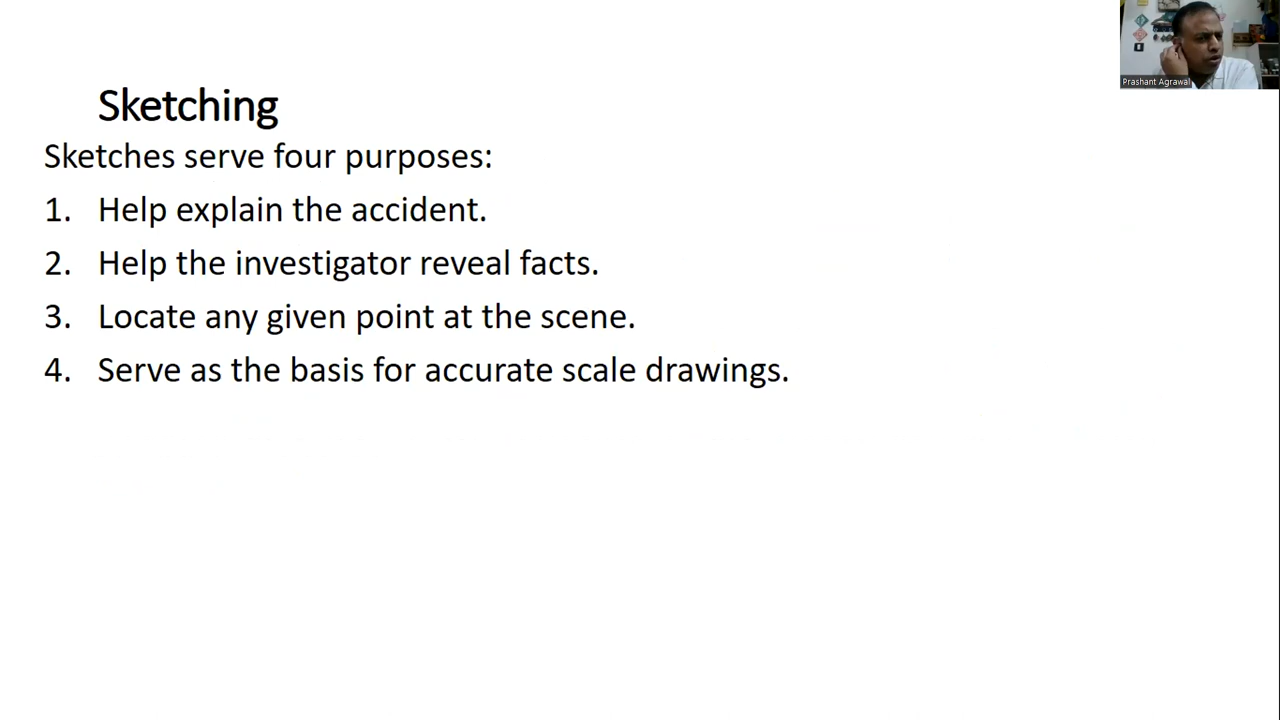 Prashant Agrawal
Sketching
Sketches serve four purposes:
1. Help explain the accident.
2. Help the investigator reveal facts.
3. Locate any given point at the scene.
4. Serve as the basis for accurate scale drawings.